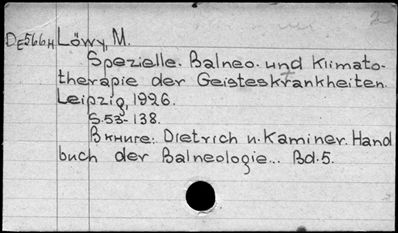 2
DE566H Löwy, M.
Spezielle Balneo- und Klimato-
therapie der Geisteskrankheiten.
Leipzig, 1926.
S.53-138.
В книге: Dietrich u. Kaminer. Hand
buch der Balneologie... Bd. 5.